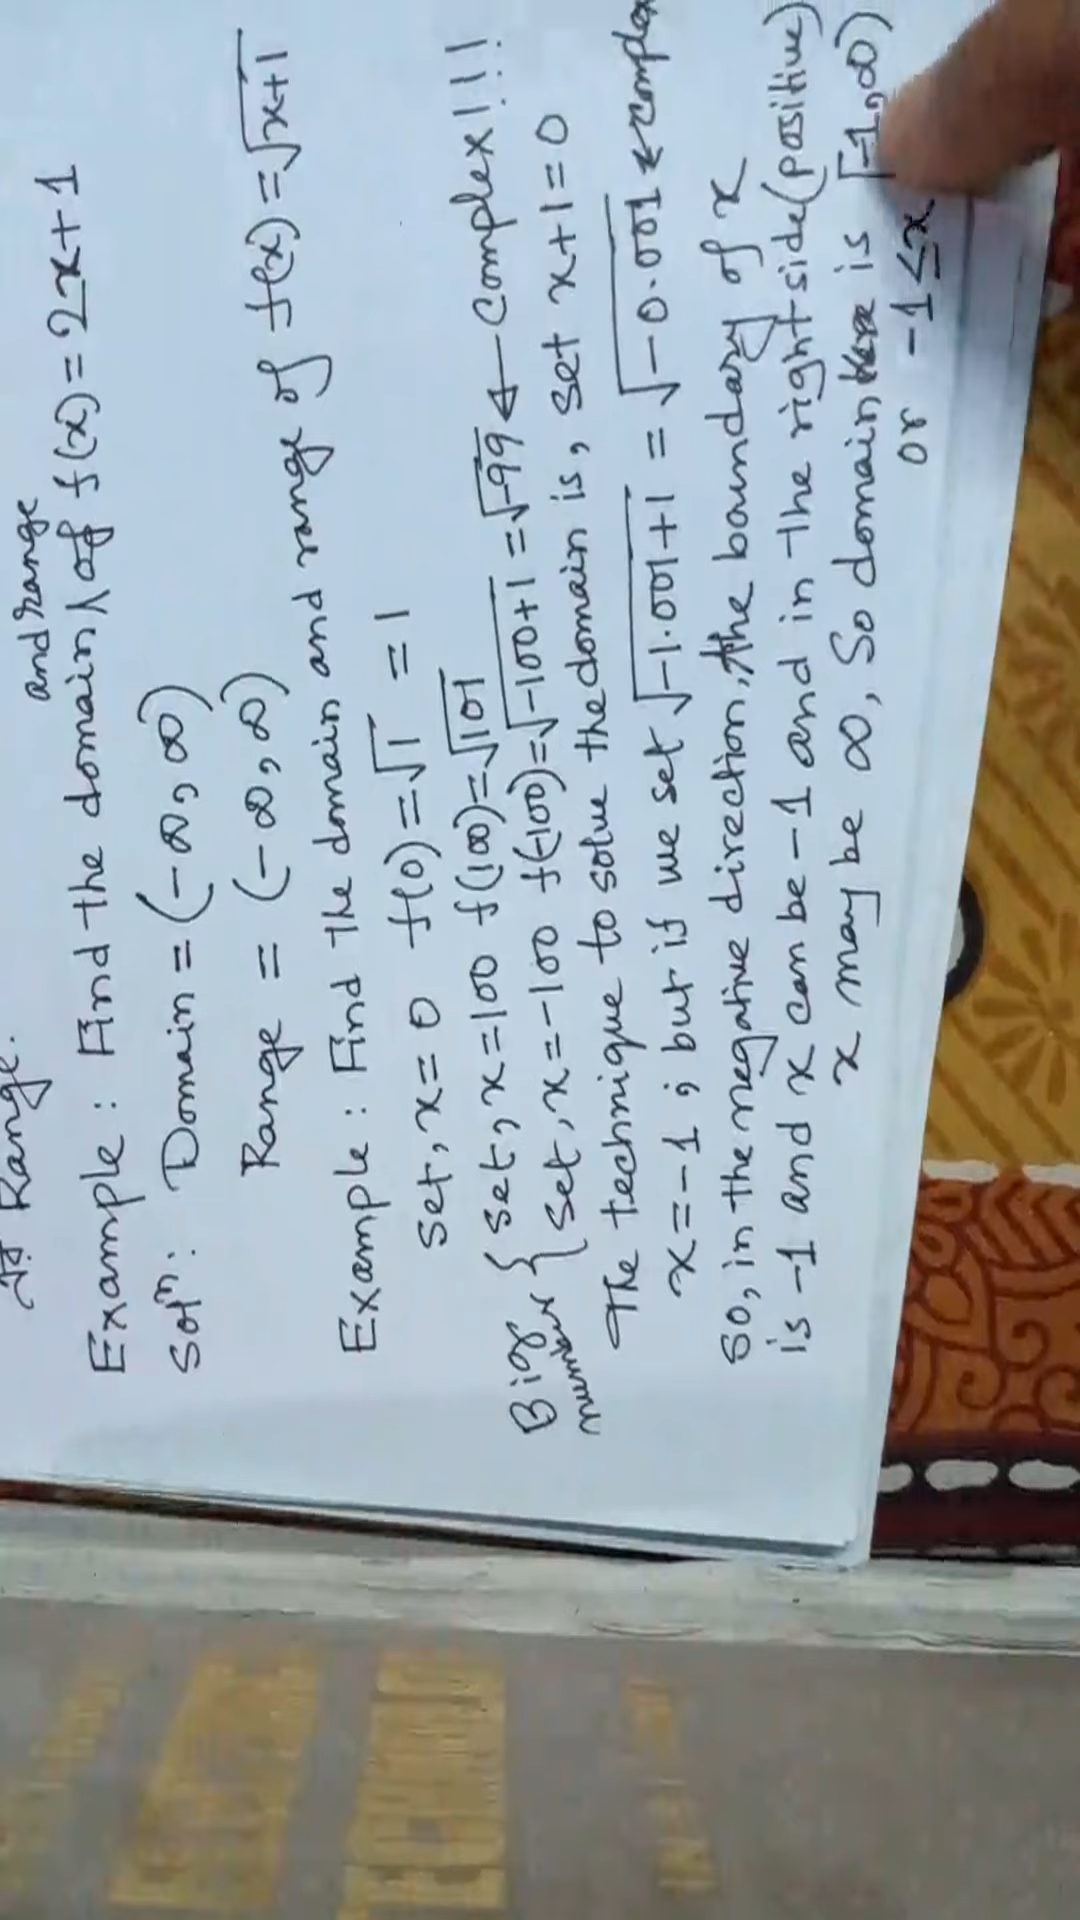 এর Range.
Example: Find the domain and range of f(x) = 2x+1
Solⁿ: Domain = (-∞, ∞)
Range = (-∞, ∞)
Example: Find the domain and range of f(x) = √x+1
set, x = 0 f(0) = √1 = 1
Big number { set, x = 100 f(100) = √101
set, x = -100 f(-100) = √-100+1 = √-99 ← complex!!!
The technique to solve the domain is, set x+1=0
x = -1; but if we set √-1.001+1 = √-0.001
So, in the negative direction, the boundary of x
is -1 and x can be -1 and in the right side (positive)
x may be ∞, So domain is [-1,∞)
or -1≤x